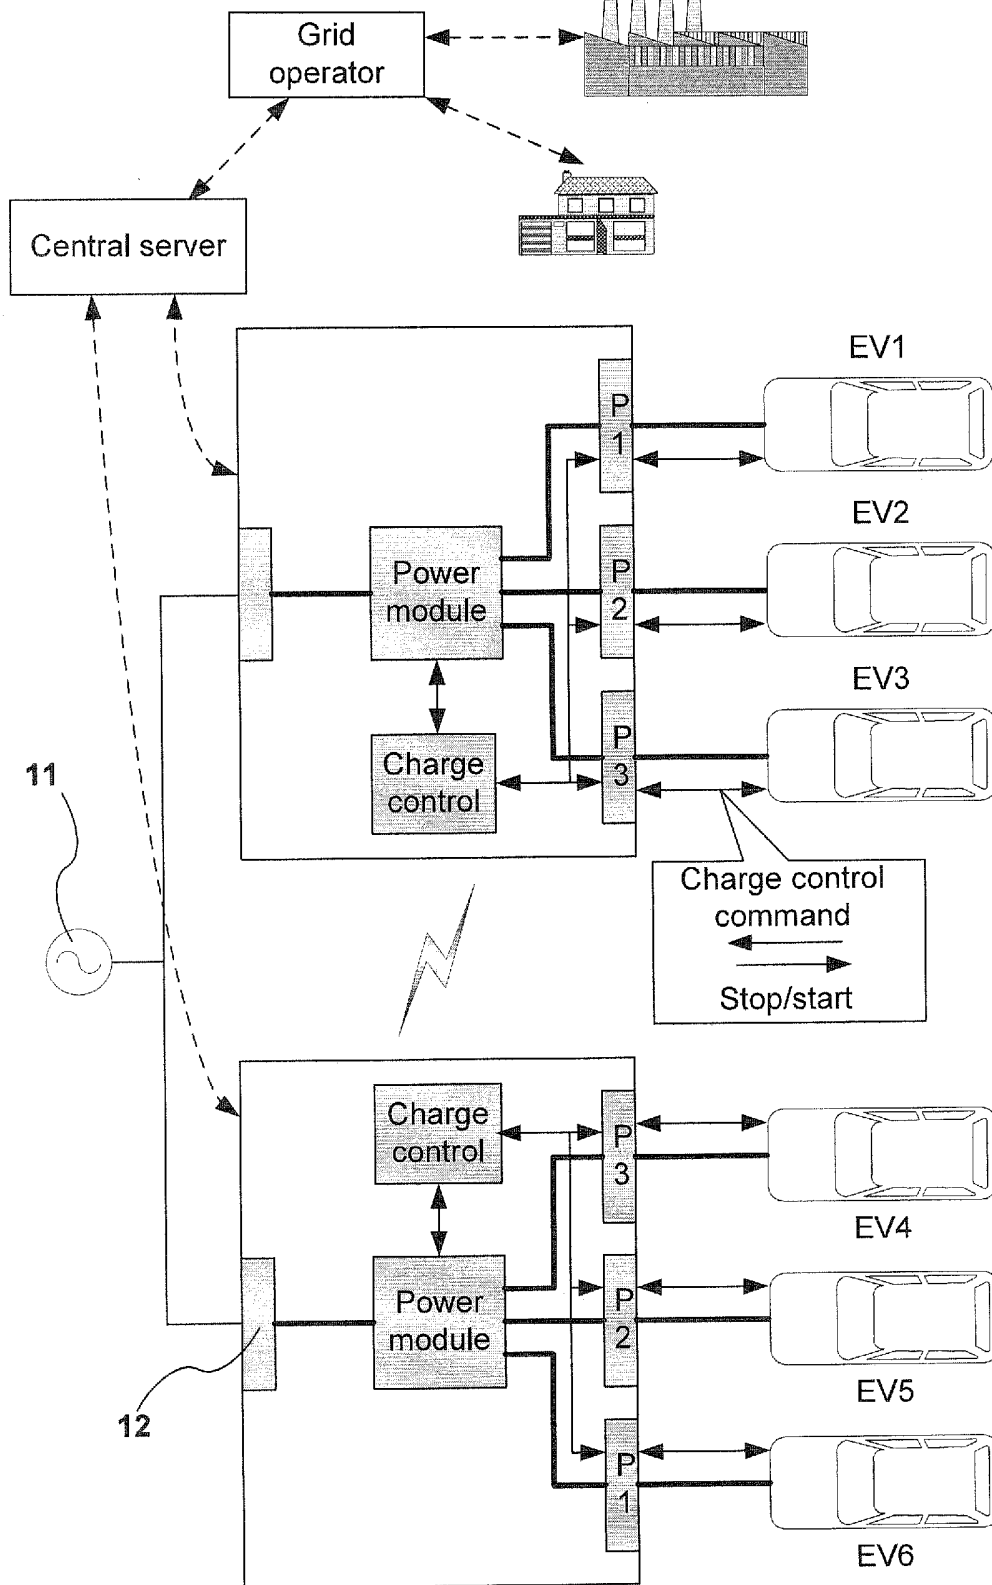 Grid
operator
Central server
EV1
P
1
EV2
Power
module
P
2
EV3
P
3
Charge
control
11
Charge control
command
Stop/start
Charge
control
P
3
EV4
Power
module
P
2
EV5
12
P
1
EV6